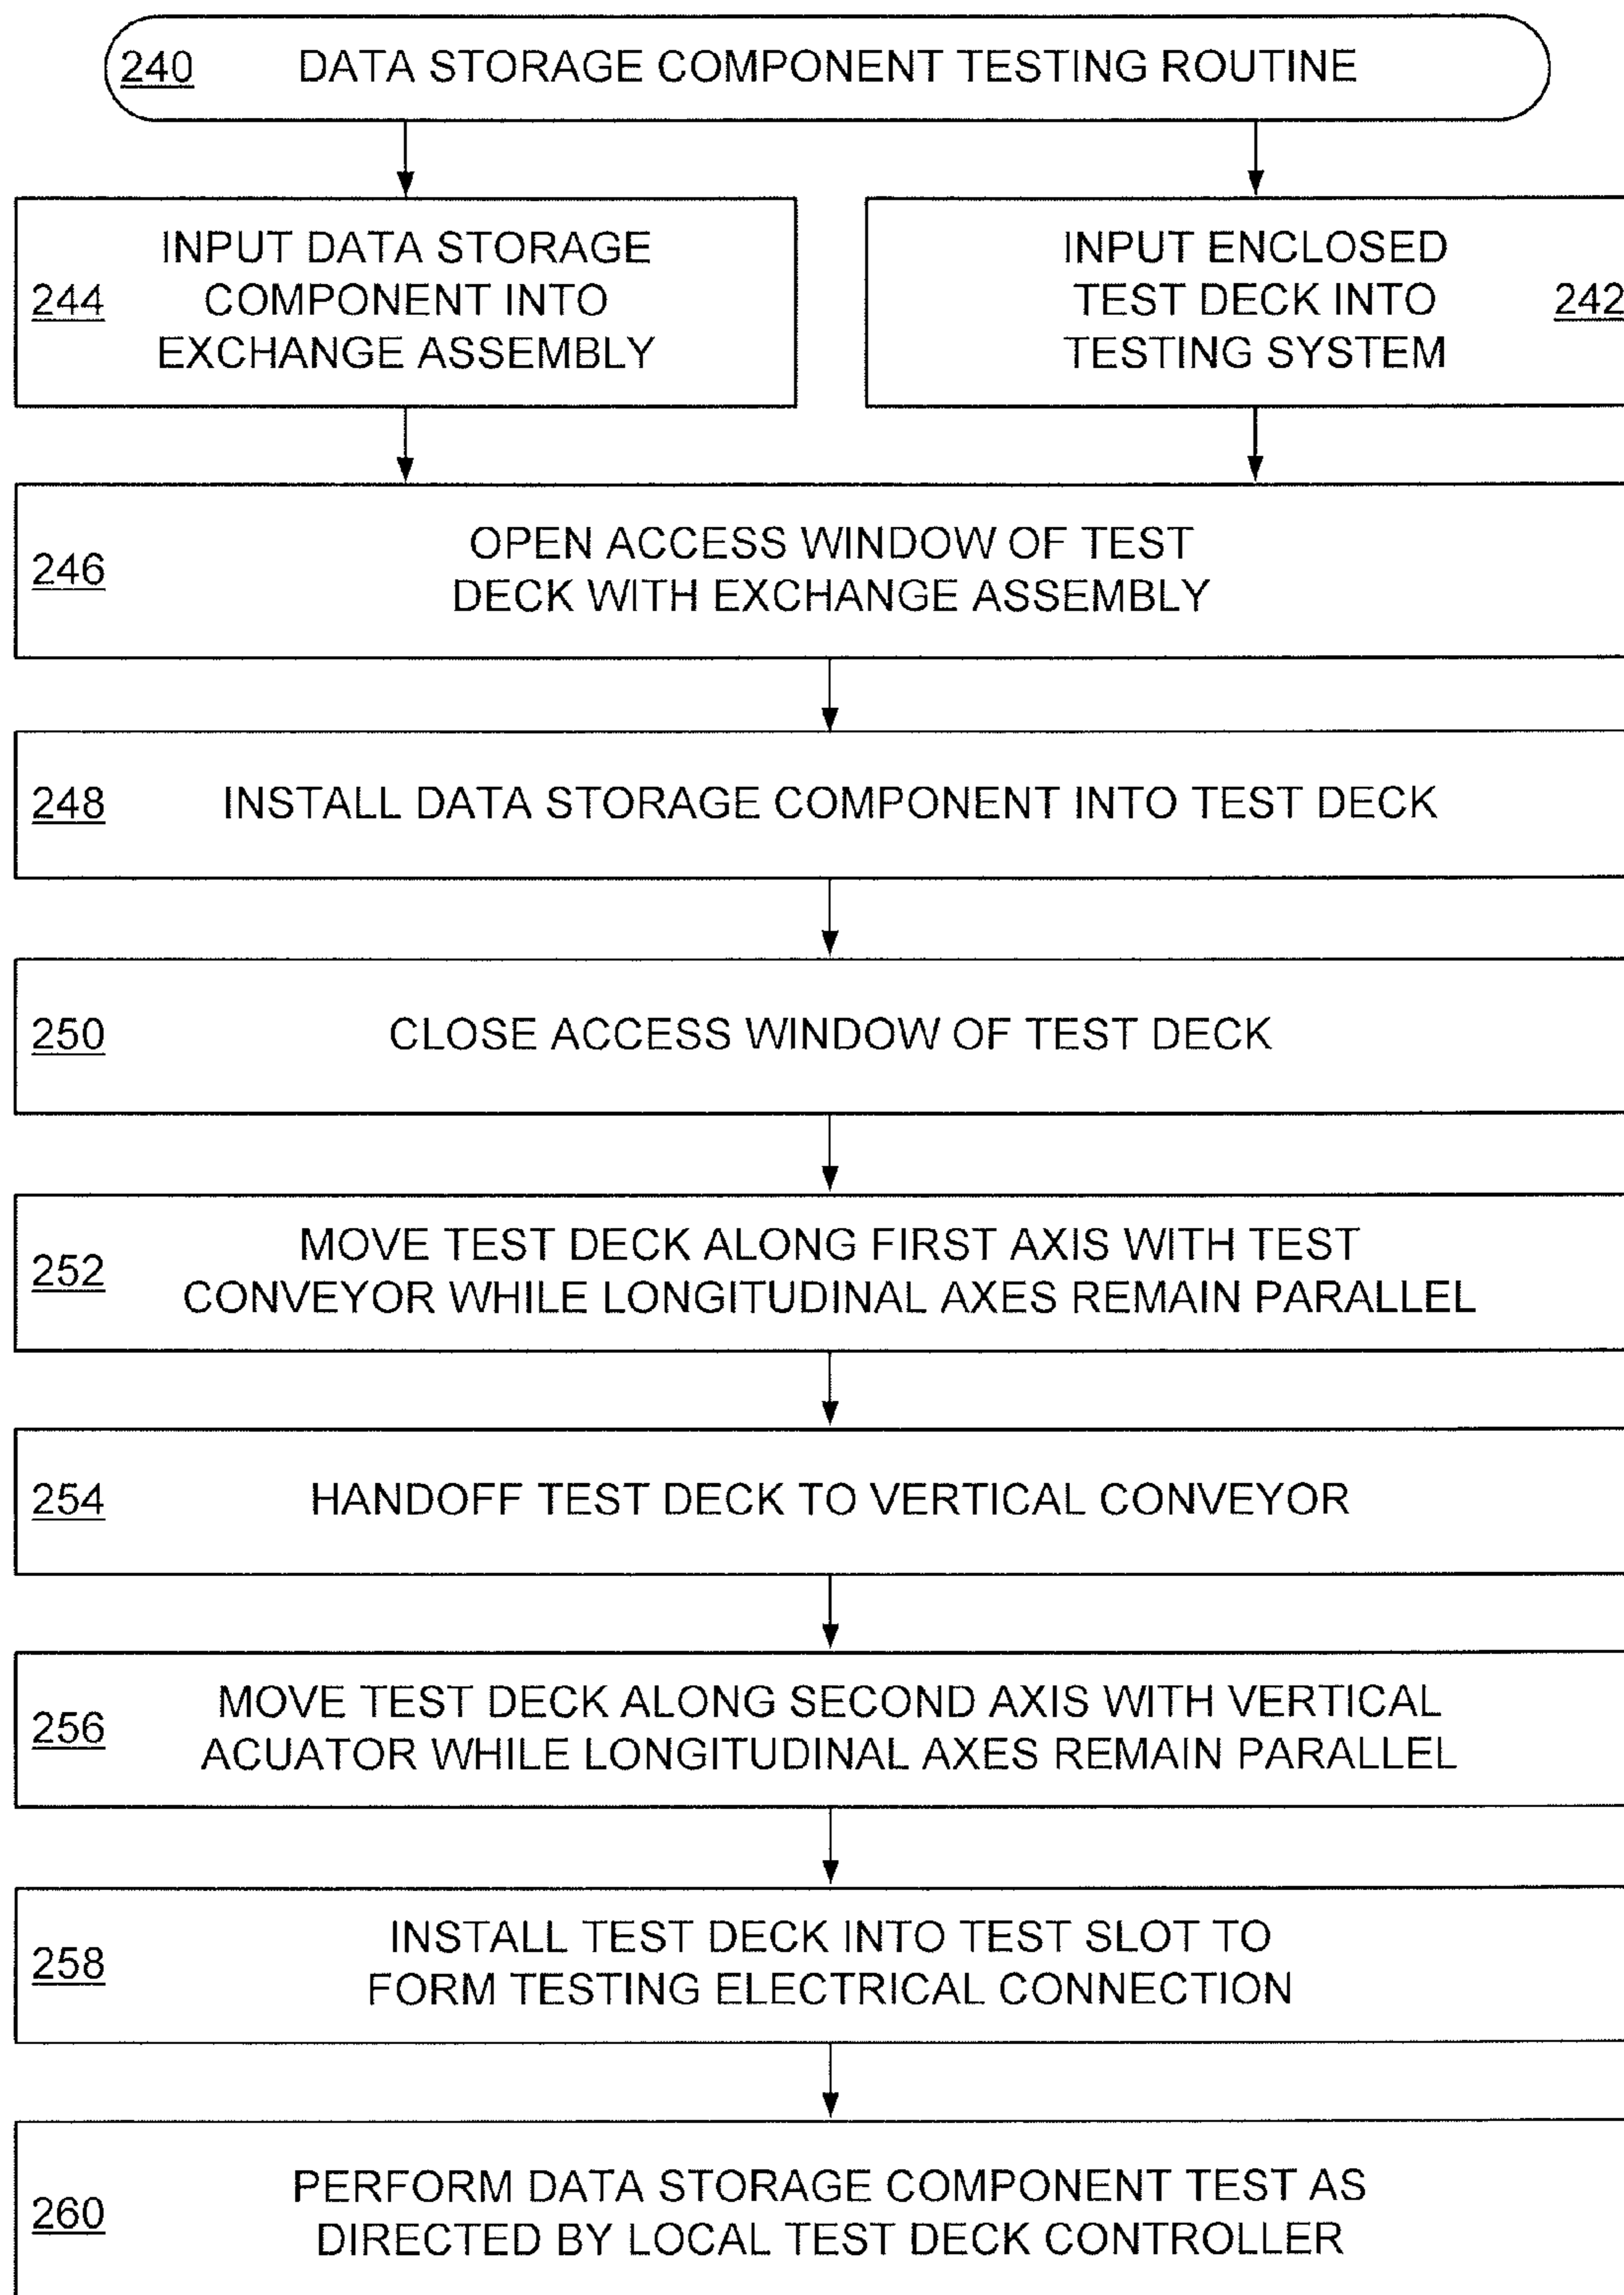 240 DATA STORAGE COMPONENT TESTING ROUTINE
244
INPUT DATA STORAGE
COMPONENT INTO
EXCHANGE ASSEMBLY
INPUT ENCLOSED
TEST DECK INTO
TESTING SYSTEM
242
246
OPEN ACCESS WINDOW OF TEST
DECK WITH EXCHANGE ASSEMBLY
248 INSTALL DATA STORAGE COMPONENT INTO TEST DECK
250 CLOSE ACCESS WINDOW OF TEST DECK
252
MOVE TEST DECK ALONG FIRST AXIS WITH TEST
CONVEYOR WHILE LONGITUDINAL AXES REMAIN PARALLEL
254 HANDOFF TEST DECK TO VERTICAL CONVEYOR
256
MOVE TEST DECK ALONG SECOND AXIS WITH VERTICAL
ACUATOR WHILE LONGITUDINAL AXES REMAIN PARALLEL
258
INSTALL TEST DECK INTO TEST SLOT TO
FORM TESTING ELECTRICAL CONNECTION
260
PERFORM DATA STORAGE COMPONENT TEST AS
DIRECTED BY LOCAL TEST DECK CONTROLLER